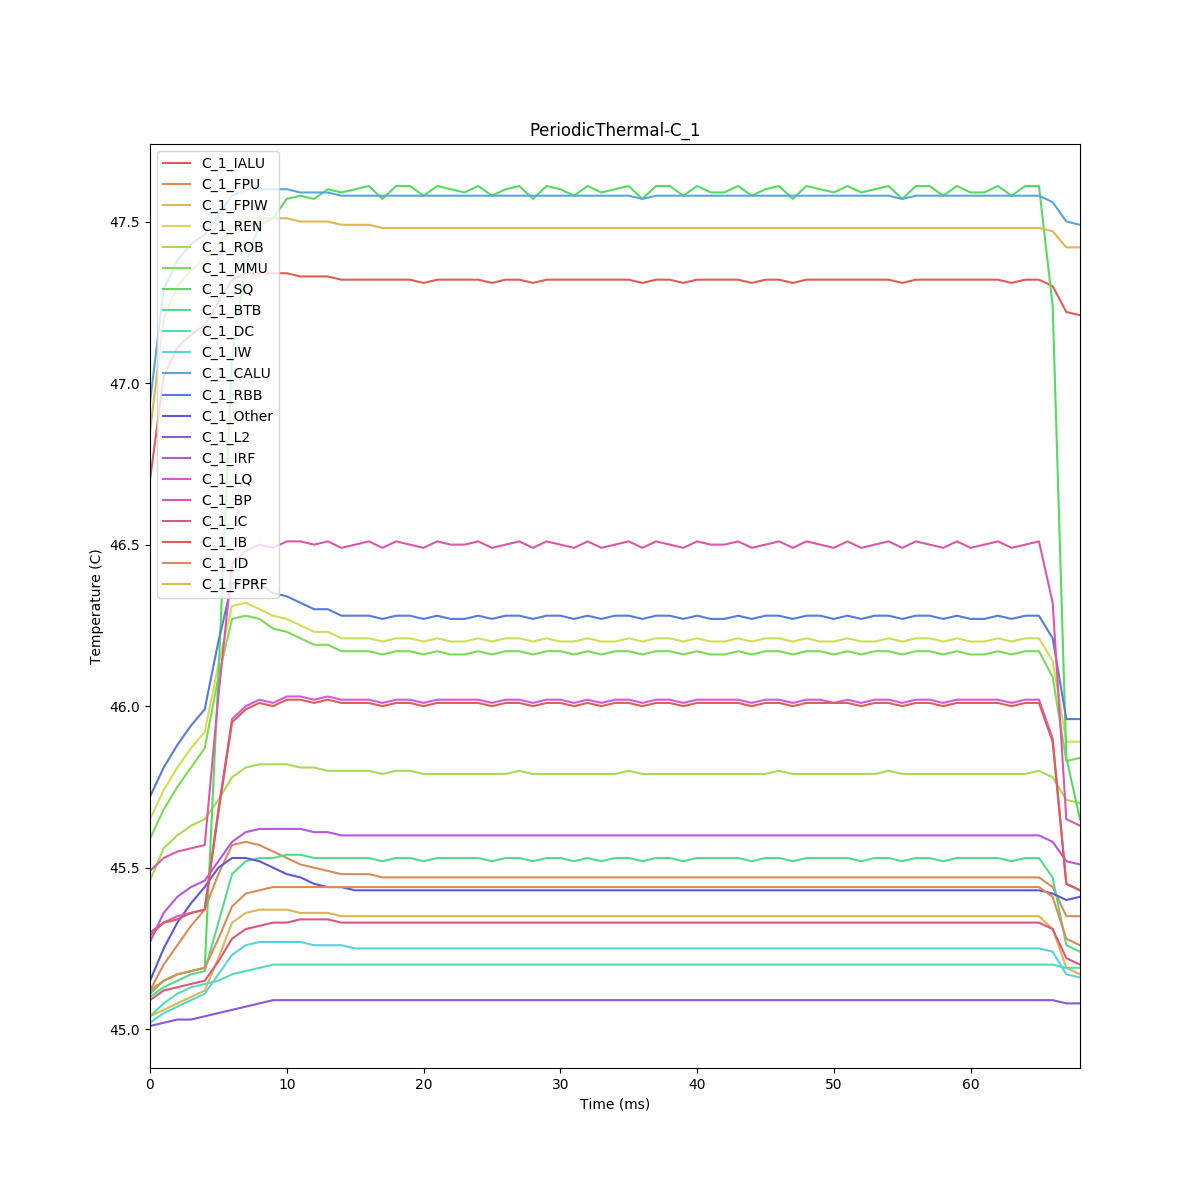 PeriodicThermal-C_1
C_1_IALU
C_1_FPU
C_1_FPIW
C_1_REN
C_1_ROB
C_1_MMU
C_1_SQ
C_1_BTB
C_1_DC
C_1_IW
C_1_CALU
C_1_RBB
C_1_Other
C_1_L2
C_1_IRF
C_1_LQ
C_1_BP
C_1_IC
C_1_IB
C_1_ID
C_1_FPRF
47.5
47.0
46.5
46.0
45.5
45.0
Temperature (C)
0 10 20 30 40 50 60
Time (ms)